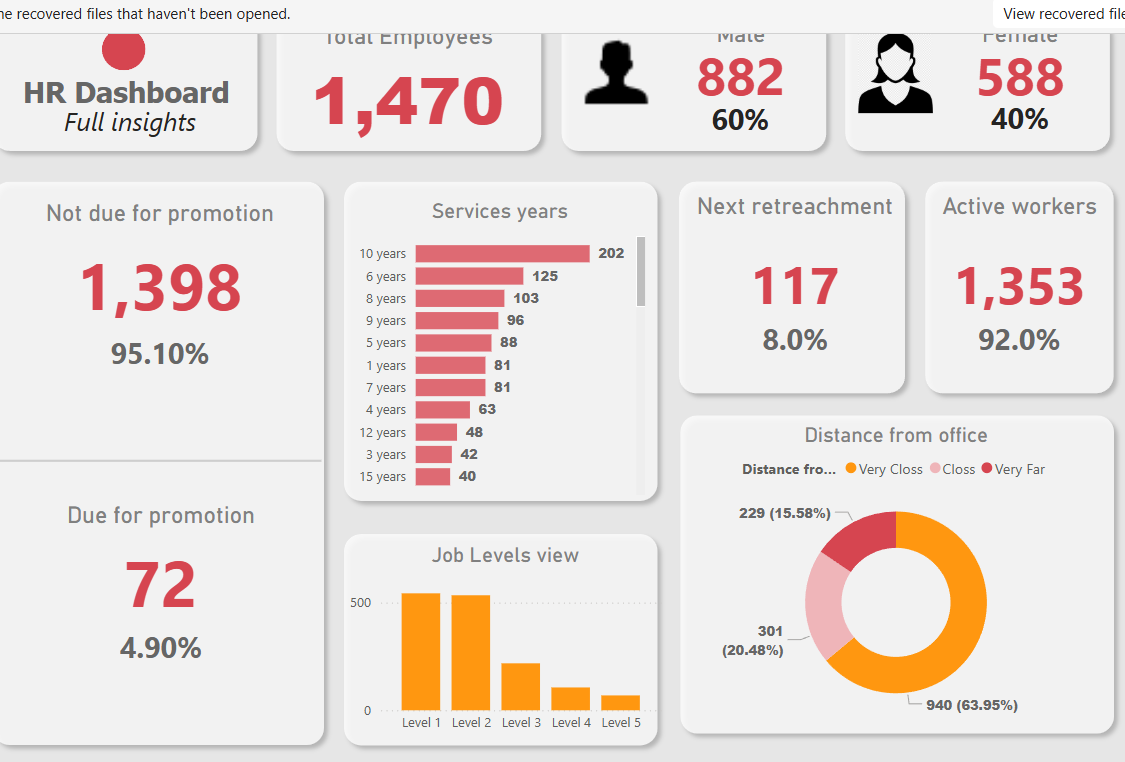 ne recovered files that haven't been opened.
View recovered file
HR Dashboard
Full insights
Total Employees
1,470
Male
882
60%
Female
588
40%
Not due for promotion
1,398
95.10%
Due for promotion
72
4.90%
Services years
10 years 202
6 years 125
8 years 103
9 years 96
5 years 88
1 years 81
7 years 81
4 years 63
12 years 48
3 years 42
15 years 40
Next retreachment
117
8.0%
Active workers
1,353
92.0%
Job Levels view
500
0
Level 1 Level 2 Level 3 Level 4 Level 5
Distance from office
Distance fro... Very Closs Closs Very Far
229 (15.58%)
301
(20.48%)
940 (63.95%)